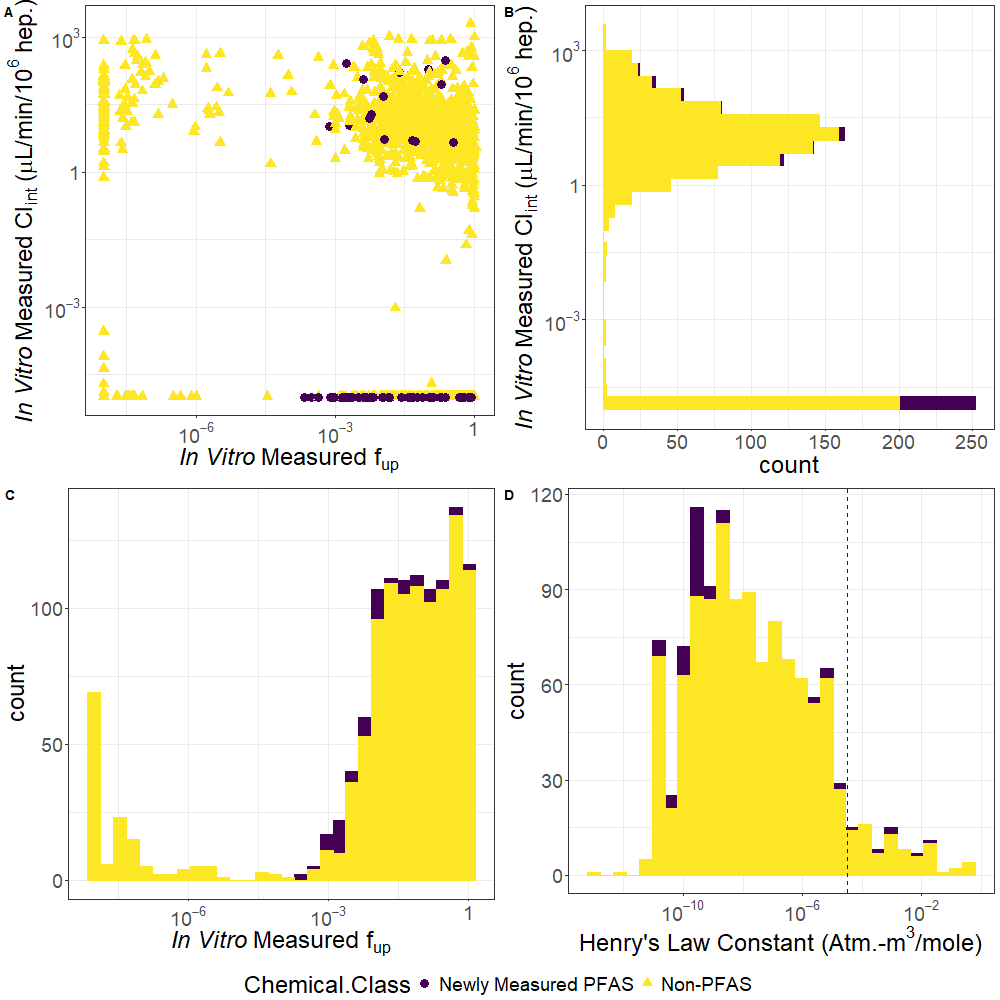 A
In Vitro Measured Cl_int (μL/min/10^6 hep.)
10^3
1
10^−3
10^−6
10^−3
1
In Vitro Measured f_up
B
In Vitro Measured Cl_int (μL/min/10^6 hep.)
10^3
1
10^−3
0
50
100
150
200
250
count
C
count
100
50
0
10^−6
10^−3
1
In Vitro Measured f_up
D
count
120
90
60
30
0
10^−10
10^−6
10^−2
Henry's Law Constant (Atm.-m^3/mole)
Chemical.Class Newly Measured PFAS Non-PFAS